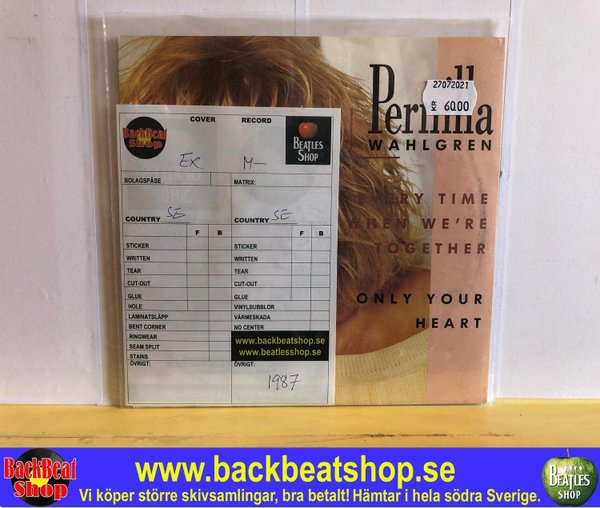 Pernilla
WAHLGREN
27072021
KR 60.00
EVERY TIME
WHEN WE'RE
TOGETHER
ONLY YOUR
HEART
BackBeat
Shop
COVER
RECORD
BEATLES
SHOP
EX
M-
BOLAGSPÅSE
MATRIX:
COUNTRY SE
COUNTRY SE
F B
F B
STICKER
STICKER
WRITTEN
WRITTEN
TEAR
TEAR
CUT-OUT
CUT-OUT
GLUE
GLUE
HOLE
VINYLBUBBLOR
LAMINATSLÄPP
VÄRMESKADA
BENT CORNER
NO CENTER
RINGWEAR
SEAM SPLIT
STAINS
www.backbeatshop.se
www.beatlesshop.se
ÖVRIGT:
ÖVRIGT:
1987
BackBeat
Shop
www.backbeatshop.se
Vi köper större skivsamlingar, bra betalt! Hämtar i hela södra Sverige.
BEATLES
SHOP